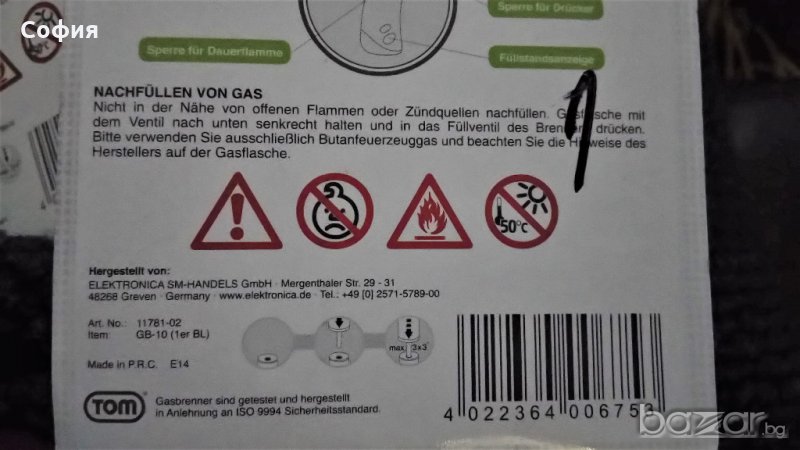 София
Sperre für Drücker
Sperre für Dauerflamme
Füllstandsanzeige
NACHFÜLLEN VON GAS
Nicht in der Nähe von offenen Flammen oder Zündquellen nachfüllen. Gasflasche mit
dem Ventil nach unten senkrecht halten und in das Füllventil des Brenners drücken.
Bitte verwenden Sie ausschließlich Butanfeuerzeuggas und beachten Sie die Hinweise des
Herstellers auf der Gasflasche.
50°C
Hergestellt von:
ELEKTRONICA SM-HANDELS GmbH · Mergenthaler Str. 29 - 31
48268 Greven · Germany · www.elektronica.de · Tel.: +49 [0] 2571-5789-00
Art. No.: 11781-02
Item: GB-10 (1er BL)
max. 3x3"
Made in P.R.C. E14
TOM
Gasbrenner sind getestet und hergestellt
in Anlehnung an ISO 9994 Sicherheitsstandard.
4 022364 006753
bazar.bg